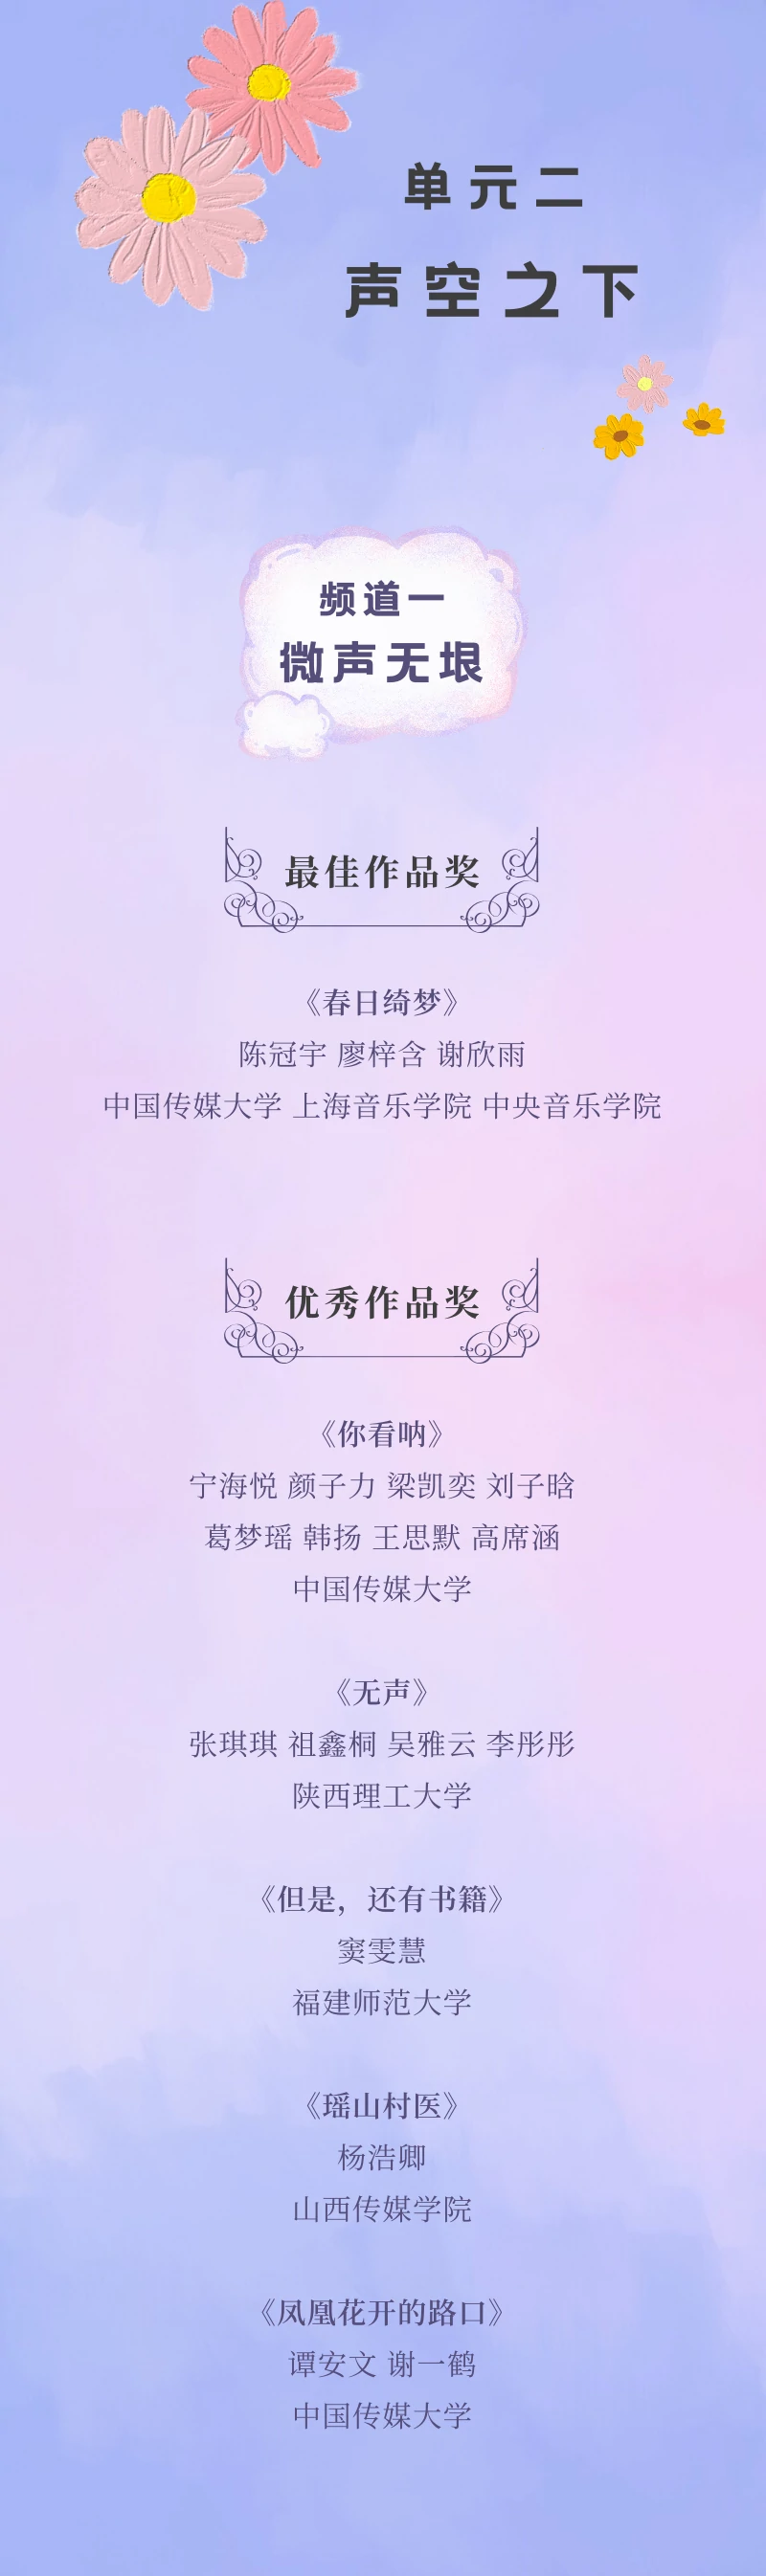 单元二
声空之下
频道一
微声无垠
最佳作品奖
《春日绮梦》
陈冠宇 廖梓含 谢欣雨
中国传媒大学 上海音乐学院 中央音乐学院
优秀作品奖
《你看呐》
宁海悦 颜子力 梁凯奕 刘子晗
葛梦瑶 韩扬 王思默 高席涵
中国传媒大学
《无声》
张琪琪 祖鑫桐 吴雅云 李彤彤
陕西理工大学
《但是，还有书籍》
窦雯慧
福建师范大学
《瑶山村医》
杨浩卿
山西传媒学院
《凤凰花开的路口》
谭安文 谢一鹤
中国传媒大学